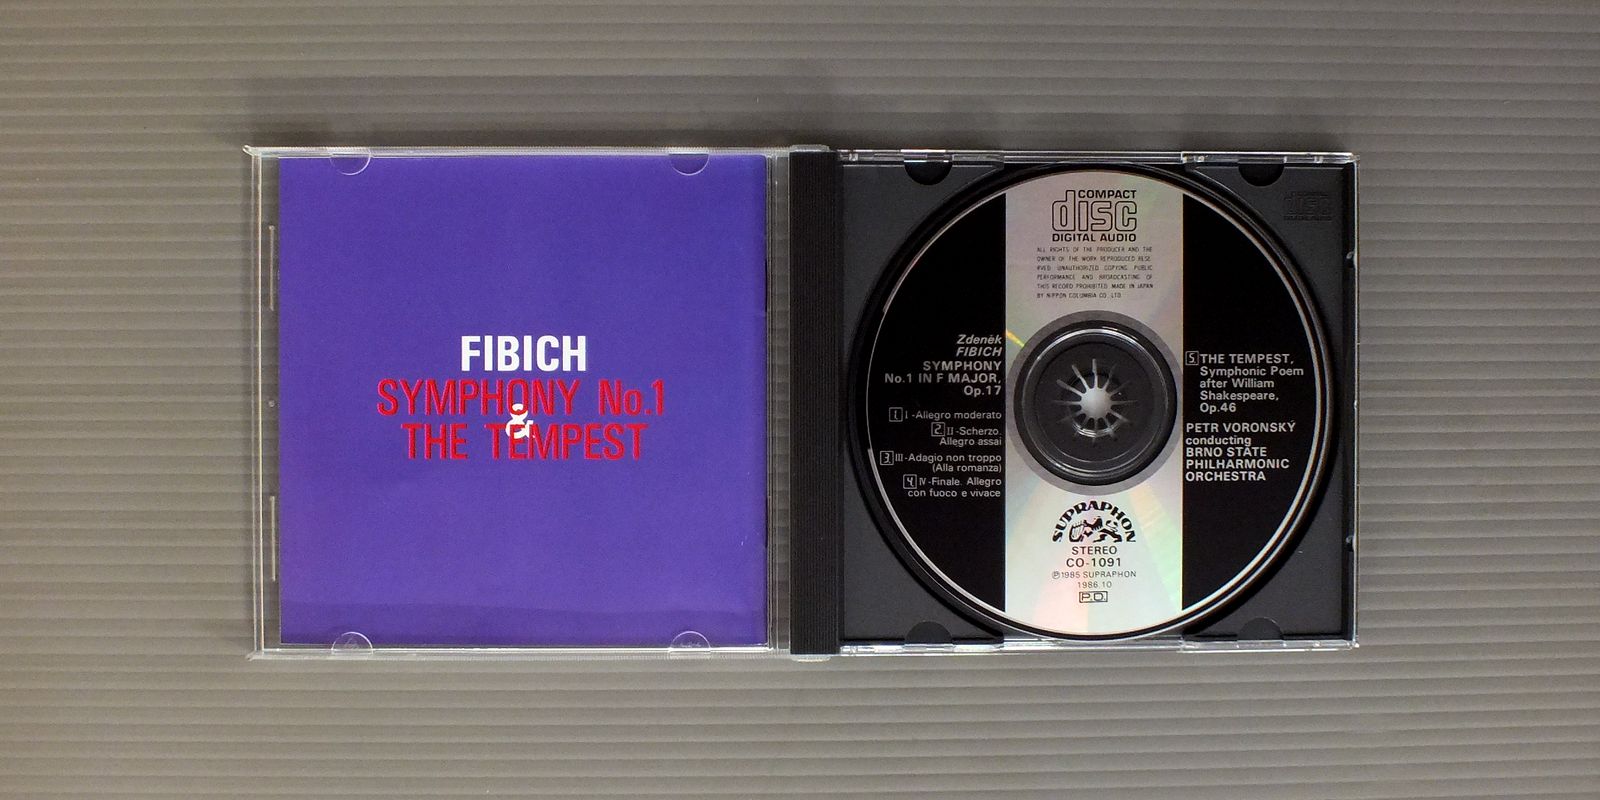 FIBICH
SYMPHONY No.1
&
THE TEMPEST
COMPACT
disc
DIGITAL AUDIO
ALL RIGHTS OF THE PRODUCER AND THE
OWNER OF THE WORK REPRODUCED RESE-
RVED UNAUTHORIZED COPYING PUBLIC
PERFORMANCE AND BROADCASTING OF
THIS RECORD PROHIBITED MADE IN JAPAN
BY NIPPON COLUMBIA CO. LTD
Zdeněk
FIBICH
SYMPHONY
No.1 IN F MAJOR,
Op.17
1. I -Allegro moderato
2. II -Scherzo.
Allegro assai
3. III -Adagio non troppo
(Alla romanza)
4. IV -Finale. Allegro
con fuoco e vivace
5. THE TEMPEST,
Symphonic Poem
after William
Shakespeare,
Op.46
PETR VORONSKÝ
conducting
BRNO STATE
PHILHARMONIC
ORCHESTRA
SUPRAPHON
STEREO
CO-1091
Ⓟ1985 SUPRAPHON
1986.10
P.D.